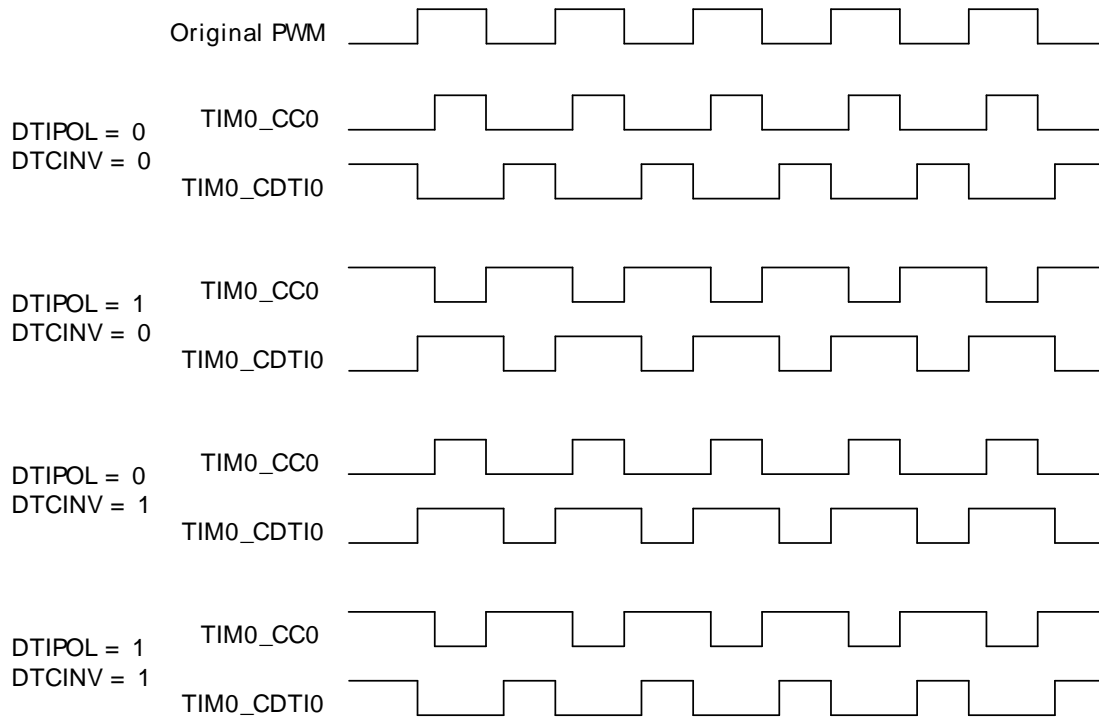 Original PWM
DTIPOL = 0
DTCINV = 0
TIM0_CC0
TIM0_CDTI0
DTIPOL = 1
DTCINV = 0
TIM0_CC0
TIM0_CDTI0
DTIPOL = 0
DTCINV = 1
TIM0_CC0
TIM0_CDTI0
DTIPOL = 1
DTCINV = 1
TIM0_CC0
TIM0_CDTI0